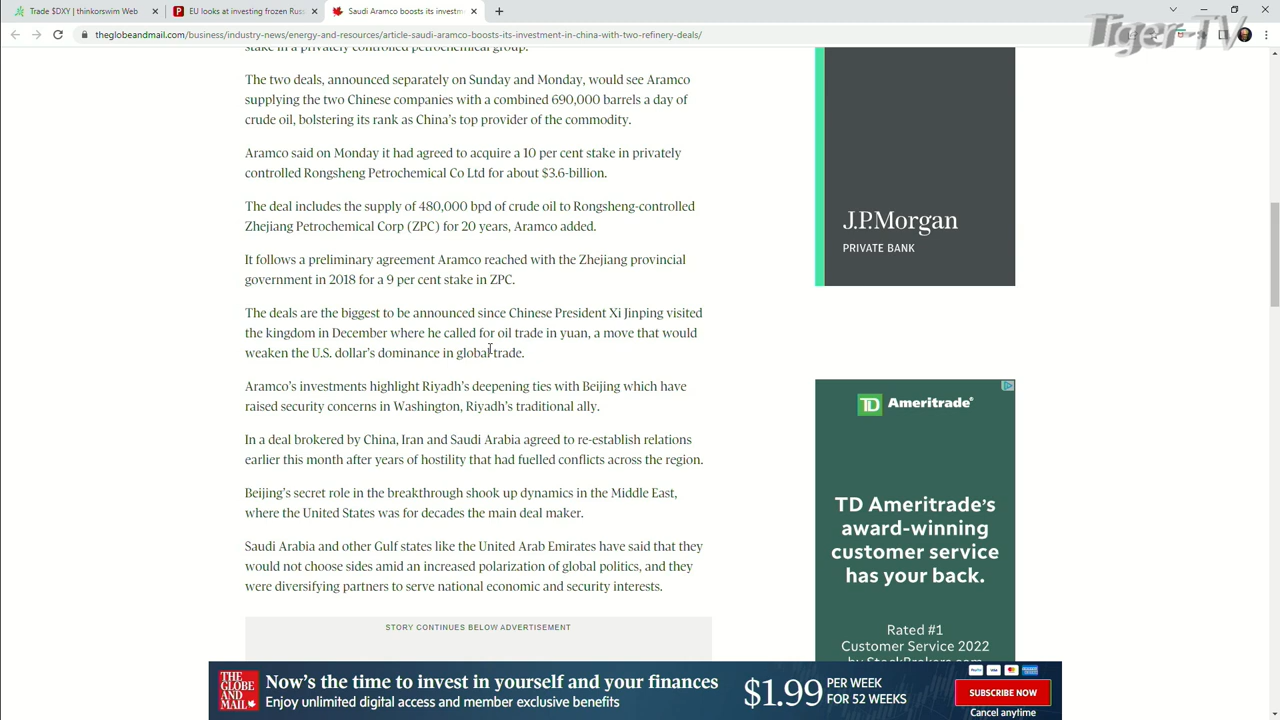 Trade $DXY | thinkorswim Web
EU looks at investing frozen Russ
Saudi Aramco boosts its investm
theglobeandmail.com/business/industry-news/energy-and-resources/article-saudi-aramco-boosts-its-investment-in-china-with-two-refinery-deals/
Tiger-TV
stake in a privately controlled petrochemical group.
The two deals, announced separately on Sunday and Monday, would see Aramco
supplying the two Chinese companies with a combined 690,000 barrels a day of
crude oil, bolstering its rank as China's top provider of the commodity.
Aramco said on Monday it had agreed to acquire a 10 per cent stake in privately
controlled Rongsheng Petrochemical Co Ltd for about $3.6-billion.
The deal includes the supply of 480,000 bpd of crude oil to Rongsheng-controlled
Zhejiang Petrochemical Corp (ZPC) for 20 years, Aramco added.
It follows a preliminary agreement Aramco reached with the Zhejiang provincial
government in 2018 for a 9 per cent stake in ZPC.
The deals are the biggest to be announced since Chinese President Xi Jinping visited
the kingdom in December where he called for oil trade in yuan, a move that would
weaken the U.S. dollar's dominance in global trade.
Aramco's investments highlight Riyadh's deepening ties with Beijing which have
raised security concerns in Washington, Riyadh's traditional ally.
In a deal brokered by China, Iran and Saudi Arabia agreed to re-establish relations
earlier this month after years of hostility that had fuelled conflicts across the region.
Beijing's secret role in the breakthrough shook up dynamics in the Middle East,
where the United States was for decades the main deal maker.
Saudi Arabia and other Gulf states like the United Arab Emirates have said that they
would not choose sides amid an increased polarization of global politics, and they
were diversifying partners to serve national economic and security interests.
STORY CONTINUES BELOW ADVERTISEMENT
J.P.Morgan
PRIVATE BANK
TD Ameritrade
TD Ameritrade's
award-winning
customer service
has your back.
Rated #1
Customer Service 2022
by StockBrokers.com
THE
GLOBE
AND
MAIL
Now's the time to invest in yourself and your finances
Enjoy unlimited digital access and member exclusive benefits
$1.99 PER WEEK
FOR 52 WEEKS
SUBSCRIBE NOW
Cancel anytime